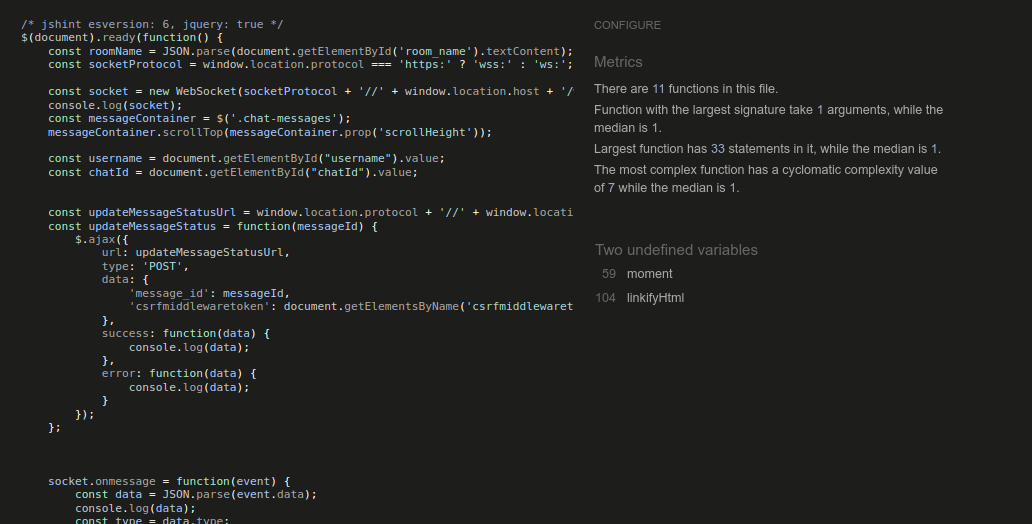 /* jshint esversion: 6, jquery: true */
$(document).ready(function() {
const roomName = JSON.parse(document.getElementById('room_name').textContent);
const socketProtocol = window.location.protocol === 'https:' ? 'wss:' : 'ws:';
const socket = new WebSocket(socketProtocol + '//' + window.location.host + '/
console.log(socket);
const messageContainer = $('.chat-messages');
messageContainer.scrollTop(messageContainer.prop('scrollHeight'));
const username = document.getElementById("username").value;
const chatId = document.getElementById("chatId").value;
const updateMessageStatusUrl = window.location.protocol + '//' + window.locati
const updateMessageStatus = function(messageId) {
$.ajax({
url: updateMessageStatusUrl,
type: 'POST',
data: {
'message_id': messageId,
'csrfmiddlewaretoken': document.getElementsByName('csrfmiddlewaret
},
success: function(data) {
console.log(data);
},
error: function(data) {
console.log(data);
}
});
};
socket.onmessage = function(event) {
const data = JSON.parse(event.data);
console.log(data);
const type = data.type;
CONFIGURE
Metrics
There are 11 functions in this file.
Function with the largest signature take 1 arguments, while the
median is 1.
Largest function has 33 statements in it, while the median is 1.
The most complex function has a cyclomatic complexity value
of 7 while the median is 1.
Two undefined variables
59 moment
104 linkifyHtml